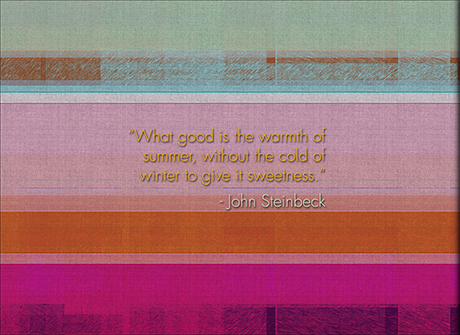 “What good is the warmth of
summer, without the cold of
winter to give it sweetness.”
- John Steinbeck